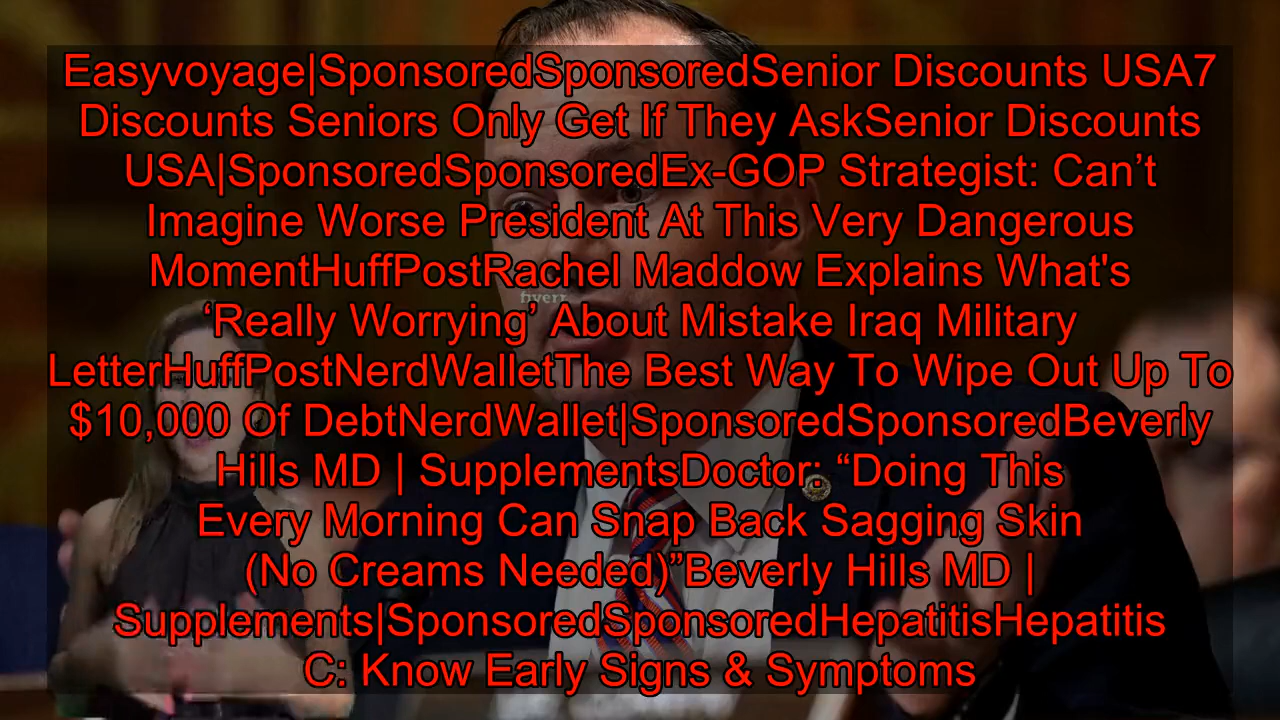 Easyvoyage|SponsoredSponsoredSenior Discounts USA7
Discounts Seniors Only Get If They AskSenior Discounts
USA|SponsoredSponsoredEx-GOP Strategist: Can’t
Imagine Worse President At This Very Dangerous
MomentHuffPostRachel Maddow Explains What's
‘Really Worrying’ About Mistake Iraq Military
LetterHuffPostNerdWalletThe Best Way To Wipe Out Up To
$10,000 Of DebtNerdWallet|SponsoredSponsoredBeverly
Hills MD | SupplementsDoctor: “Doing This
Every Morning Can Snap Back Sagging Skin
(No Creams Needed)”Beverly Hills MD |
Supplements|SponsoredSponsoredHepatitisHepatitis
C: Know Early Signs & Symptoms
fiverr